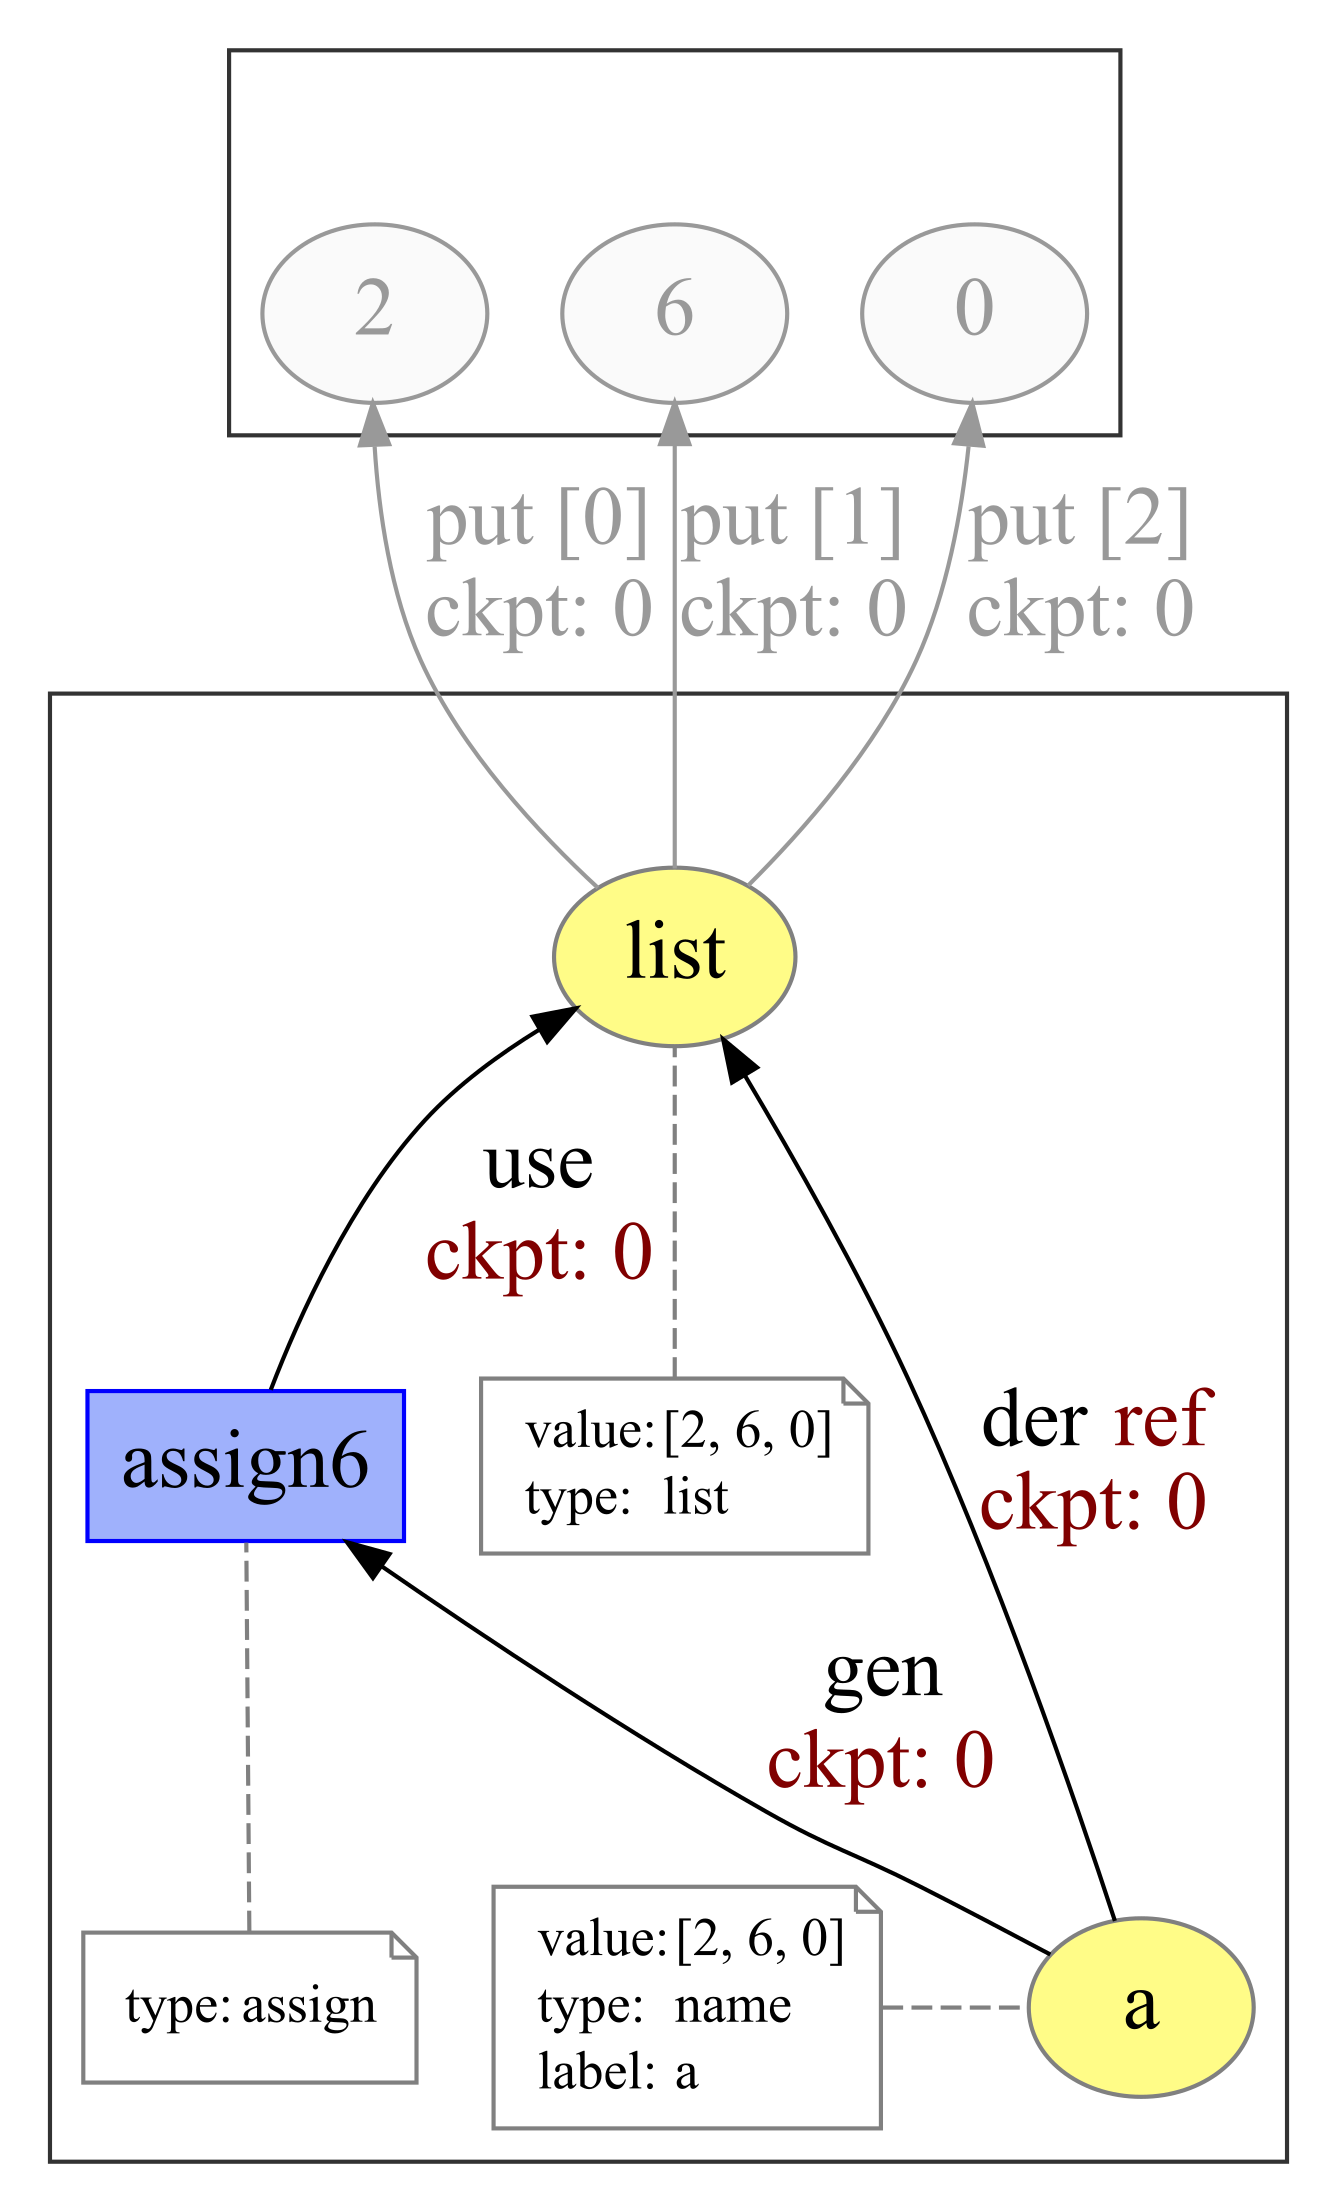 2
6
0
put [0]
ckpt: 0
put [1]
ckpt: 0
put [2]
ckpt: 0
list
use
ckpt: 0
der ref
ckpt: 0
assign6
value: [2, 6, 0]
type: list
gen
ckpt: 0
type: assign
value: [2, 6, 0]
type: name
label: a
a